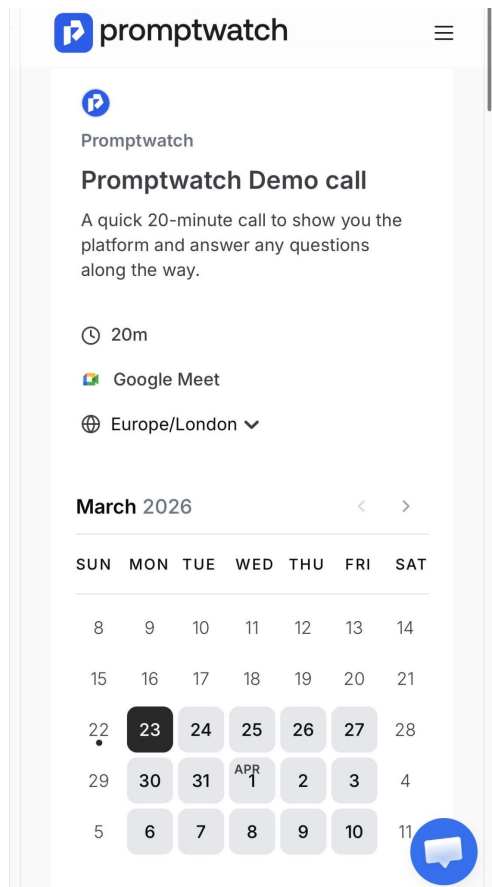 promptwatch
Promptwatch
Promptwatch Demo call
A quick 20-minute call to show you the
platform and answer any questions
along the way.
20m
Google Meet
Europe/London
March 2026
SUN MON TUE WED THU FRI SAT
8 9 10 11 12 13 14
15 16 17 18 19 20 21
22 23 24 25 26 27 28
29 30 31 APR 1 2 3 4
5 6 7 8 9 10 11